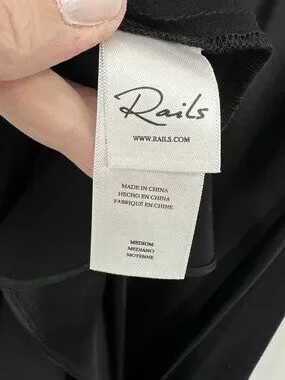 Rails
WWW.RAILS.COM
MADE IN CHINA
HECHO EN CHINA
FABRIQUÉ EN CHINE
MEDIUM
MEDIANO
MOYENNE